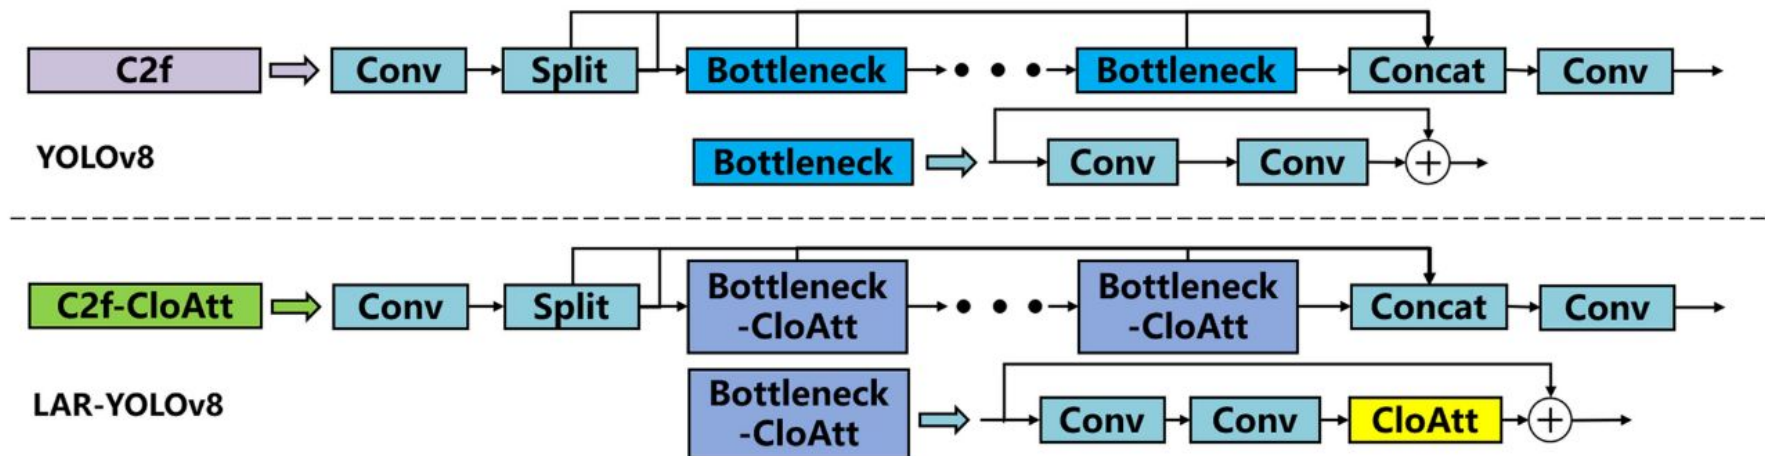 C2f Conv Split Bottleneck Bottleneck Concat Conv
YOLOv8
Bottleneck Conv Conv
C2f-CloAtt Conv Split Bottleneck
-CloAtt Bottleneck
-CloAtt Concat Conv
LAR-YOLOv8
Bottleneck
-CloAtt Conv Conv CloAtt